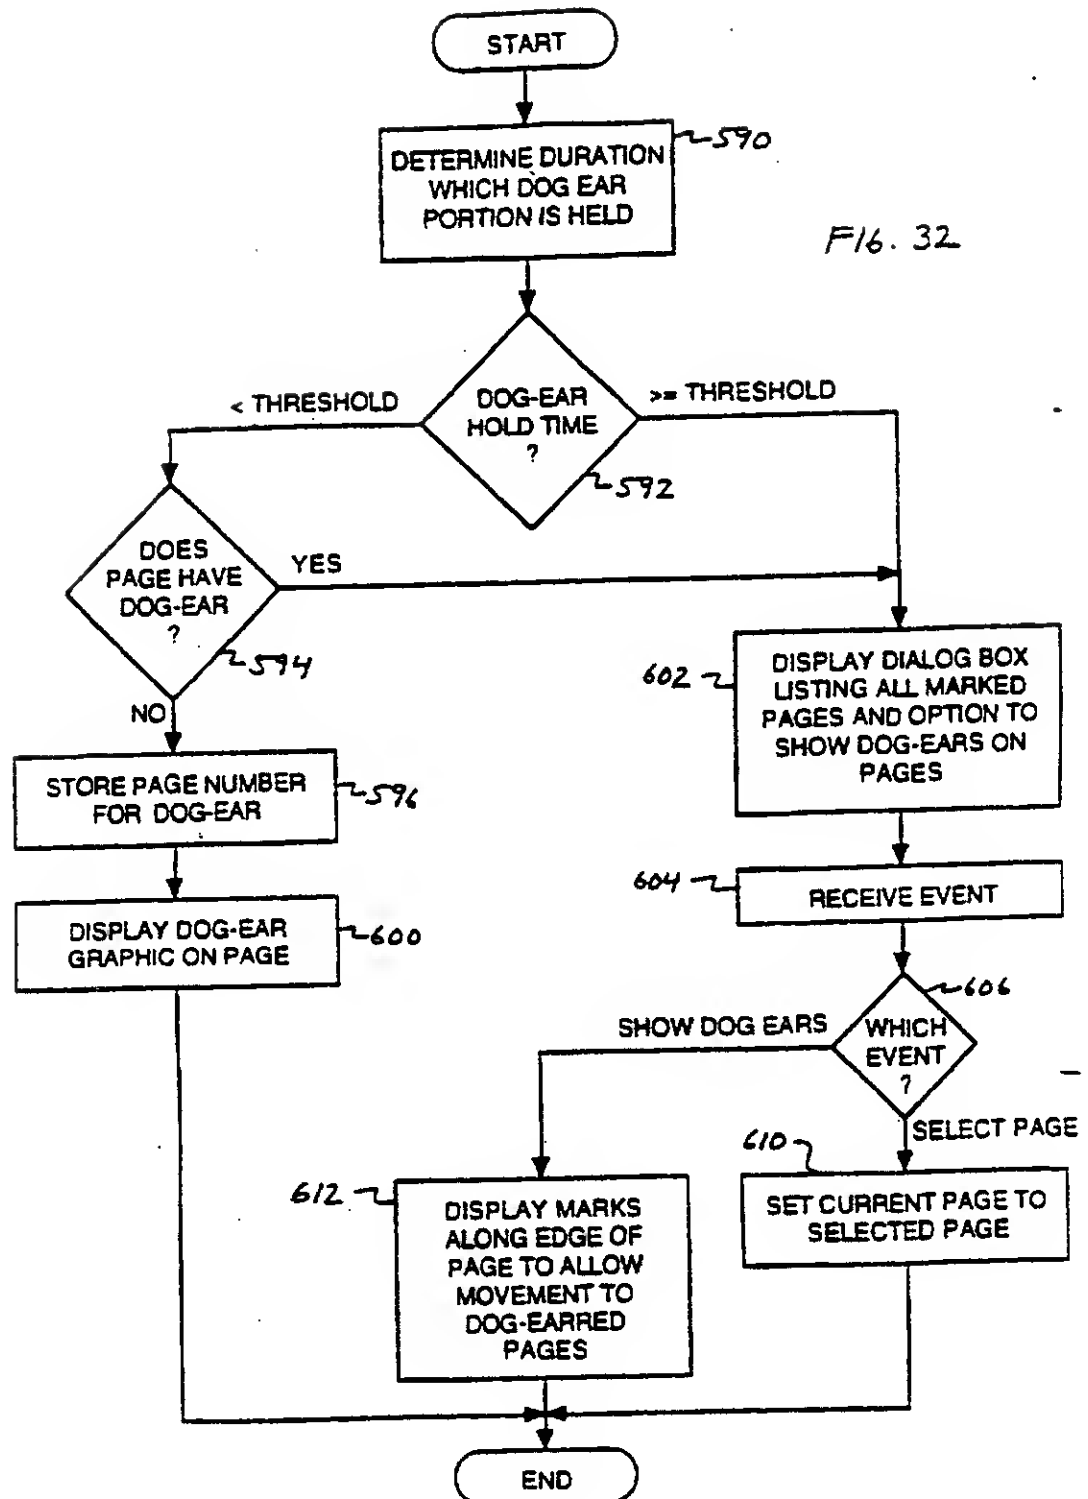 START
DETERMINE DURATION
WHICH DOG EAR
PORTION IS HELD
590
FIG. 32
DOG-EAR
HOLD TIME
?
592
< THRESHOLD
>= THRESHOLD
DOES
PAGE HAVE
DOG-EAR
?
594
YES
NO
STORE PAGE NUMBER
FOR DOG-EAR
596
DISPLAY DOG-EAR
GRAPHIC ON PAGE
600
602
DISPLAY DIALOG BOX
LISTING ALL MARKED
PAGES AND OPTION TO
SHOW DOG-EARS ON
PAGES
604
RECEIVE EVENT
606
WHICH
EVENT
?
SHOW DOG EARS
SELECT PAGE
610
SET CURRENT PAGE TO
SELECTED PAGE
612
DISPLAY MARKS
ALONG EDGE OF
PAGE TO ALLOW
MOVEMENT TO
DOG-EARRED
PAGES
END